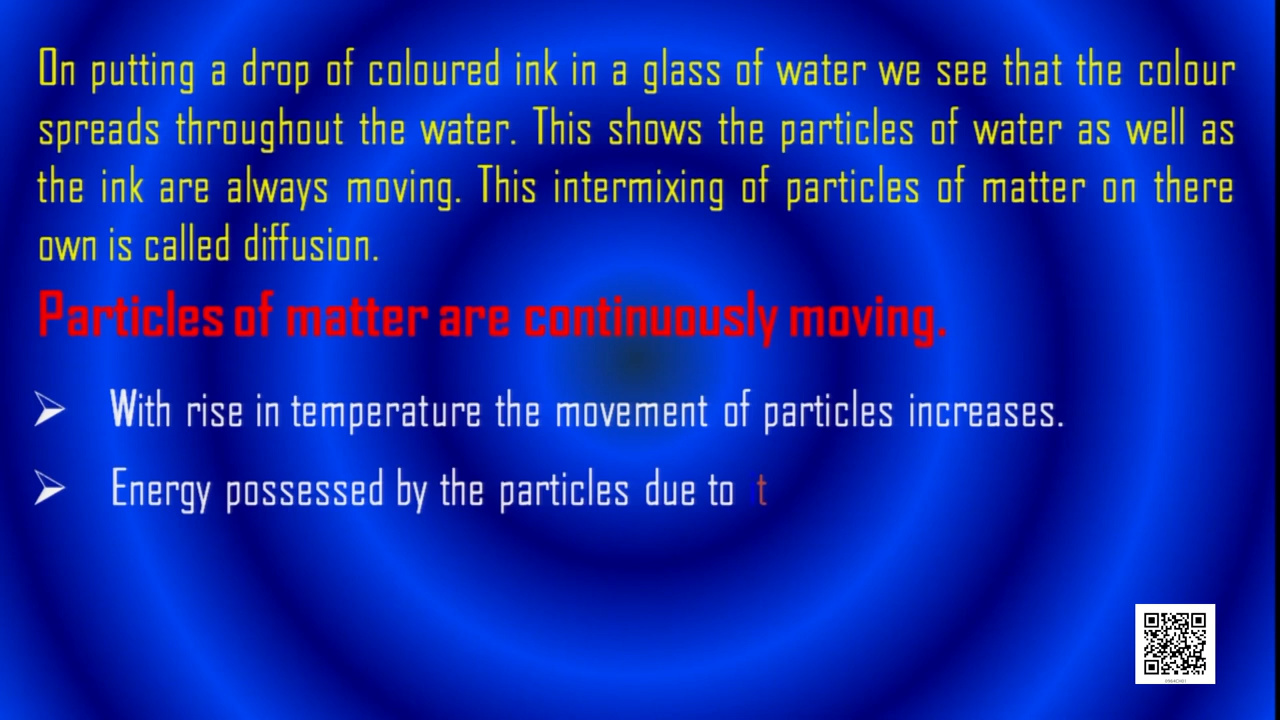 On putting a drop of coloured ink in a glass of water we see that the colour
spreads throughout the water. This shows the particles of water as well as
the ink are always moving. This intermixing of particles of matter on there
own is called diffusion.
Particles of matter are continuously moving.
➢ With rise in temperature the movement of particles increases.
➢ Energy possessed by the particles due to t